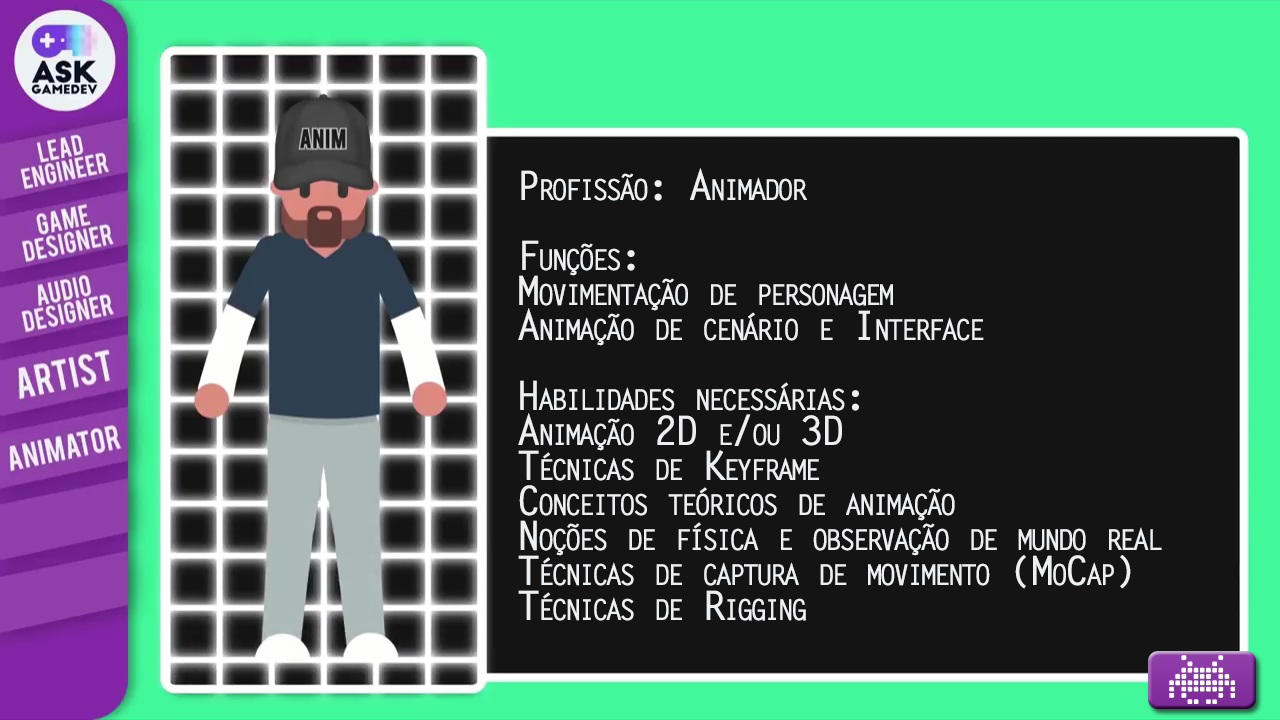 ASK
GAMEDEV
LEAD
ENGINEER
GAME
DESIGNER
AUDIO
DESIGNER
ARTIST
ANIMATOR
ANIM
Profissão: Animador
Funções:
Movimentação de personagem
Animação de cenário e Interface
Habilidades necessárias:
Animação 2D e/ou 3D
Técnicas de Keyframe
Conceitos teóricos de animação
Noções de física e observação de mundo real
Técnicas de captura de movimento (MoCap)
Técnicas de Rigging